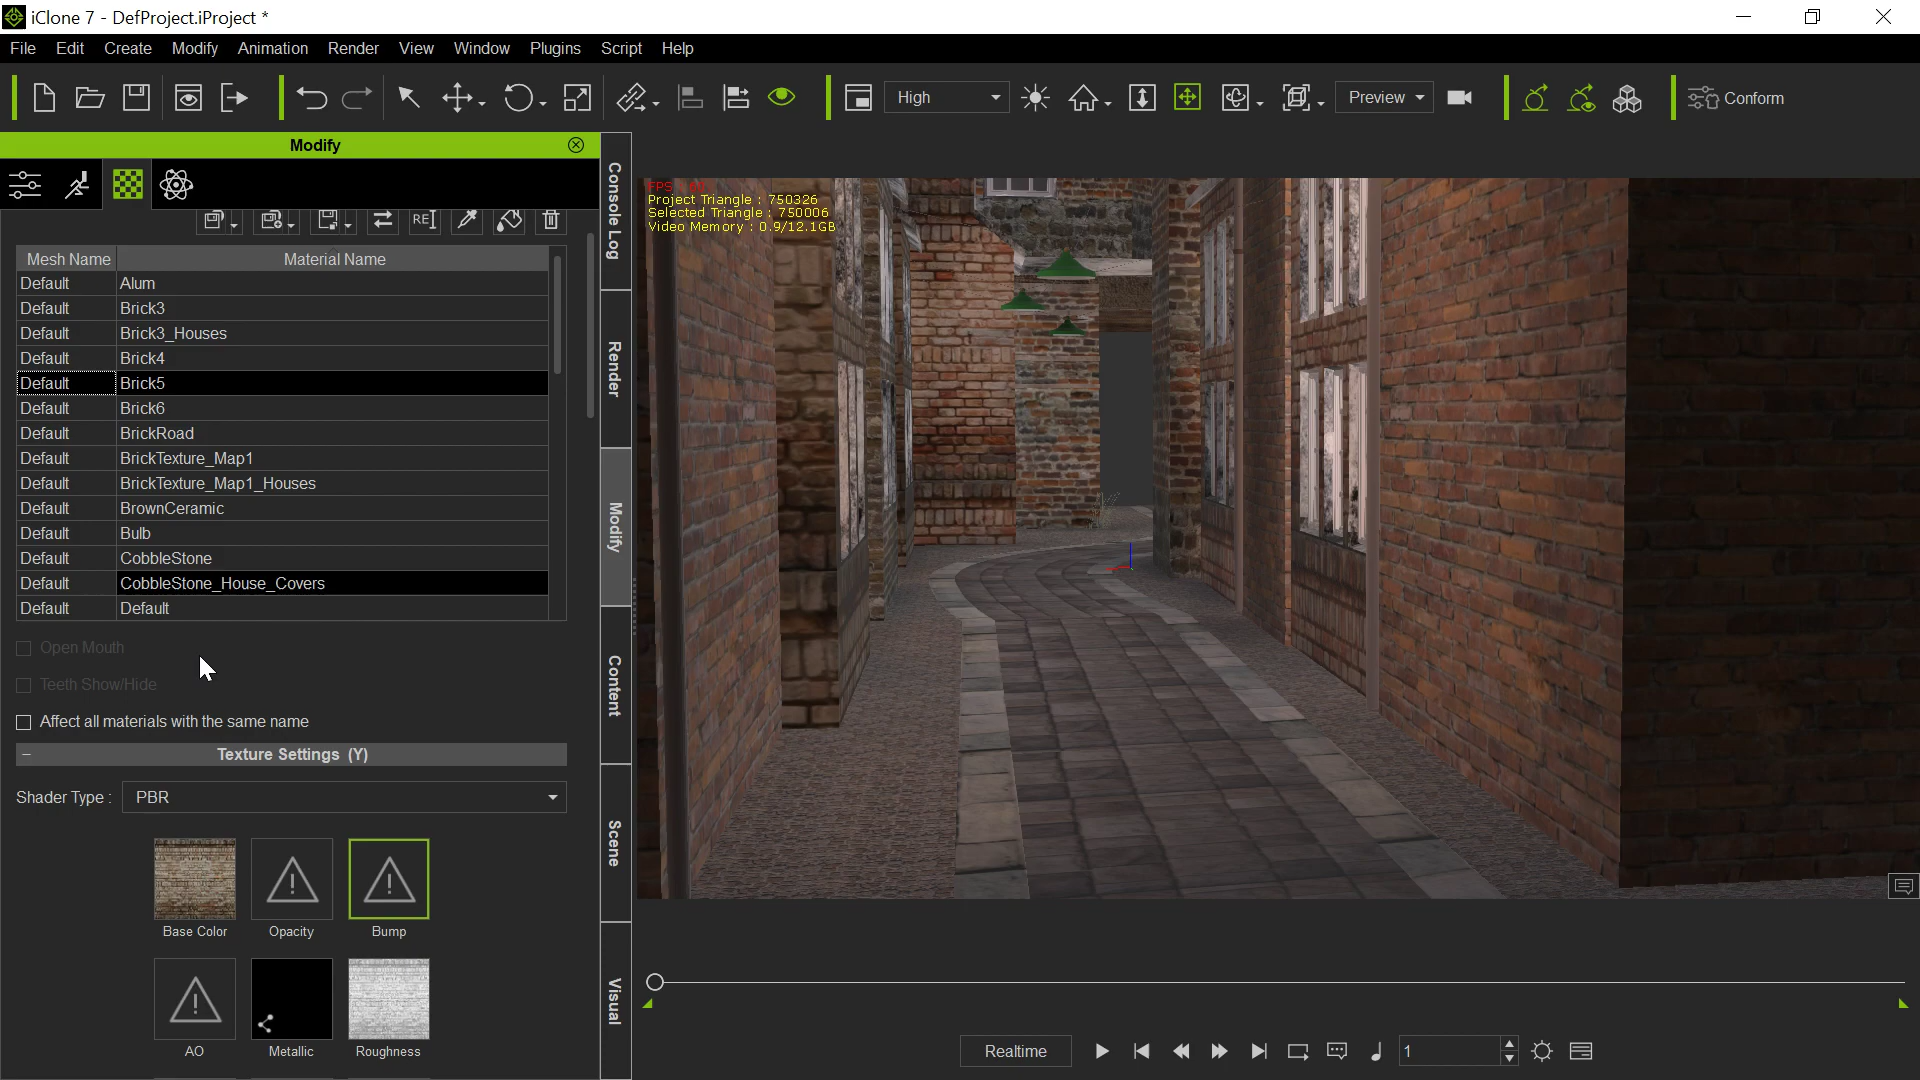 iClone 7 - DefProject.iProject *
File Edit Create Modify Animation Render View Window Plugins Script Help
High
Preview
Conform
Modify
REI
Mesh Name Material Name
Default Alum
Default Brick3
Default Brick3_Houses
Default Brick4
Default Brick5
Default Brick6
Default BrickRoad
Default BrickTexture_Map1
Default BrickTexture_Map1_Houses
Default BrownCeramic
Default Bulb
Default CobbleStone
Default CobbleStone_House_Covers
Default Default
Open Mouth
Teeth Show/Hide
Affect all materials with the same name
Texture Settings (Y)
Shader Type : PBR
Base Color Opacity Bump
AO Metallic Roughness
Console Log
Render
Modify
Content
Scene
Visual
Project Triangle : 750326
Selected Triangle : 750006
Video Memory : 0.9/12.1GB
Realtime
1